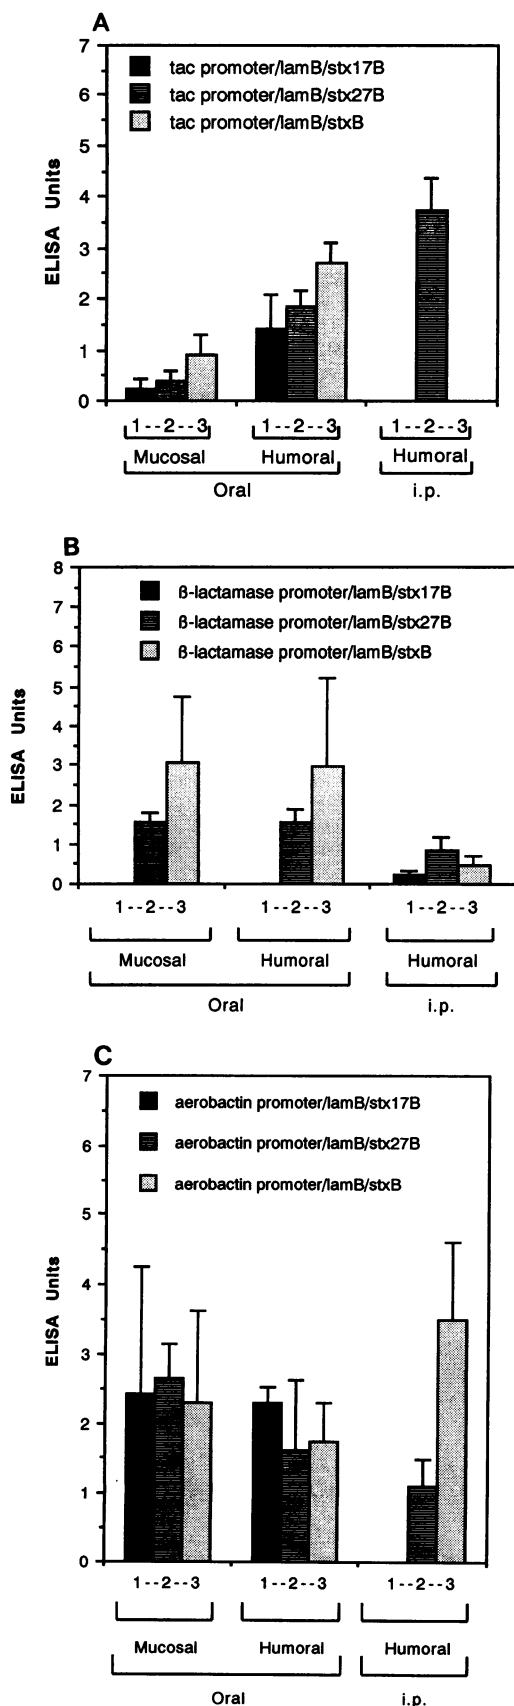 A
7
6
5
4
3
2
1
0
ELISA Units
tac promoter/lamB/stx17B
tac promoter/lamB/stx27B
tac promoter/lamB/stxB
1--2--3 1--2--3 1--2--3
Mucosal Humoral Humoral
Oral i.p.
B
8
7
6
5
4
3
2
1
0
ELISA Units
ß-lactamase promoter/lamB/stx17B
ß-lactamase promoter/lamB/stx27B
ß-lactamase promoter/lamB/stxB
1--2--3 1--2--3 1--2--3
Mucosal Humoral Humoral
Oral i.p.
C
7
6
5
4
3
2
1
0
ELISA Units
aerobactin promoter/lamB/stx17B
aerobactin promoter/lamB/stx27B
aerobactin promoter/lamB/stxB
1--2--3 1--2--3 1--2--3
Mucosal Humoral Humoral
Oral i.p.